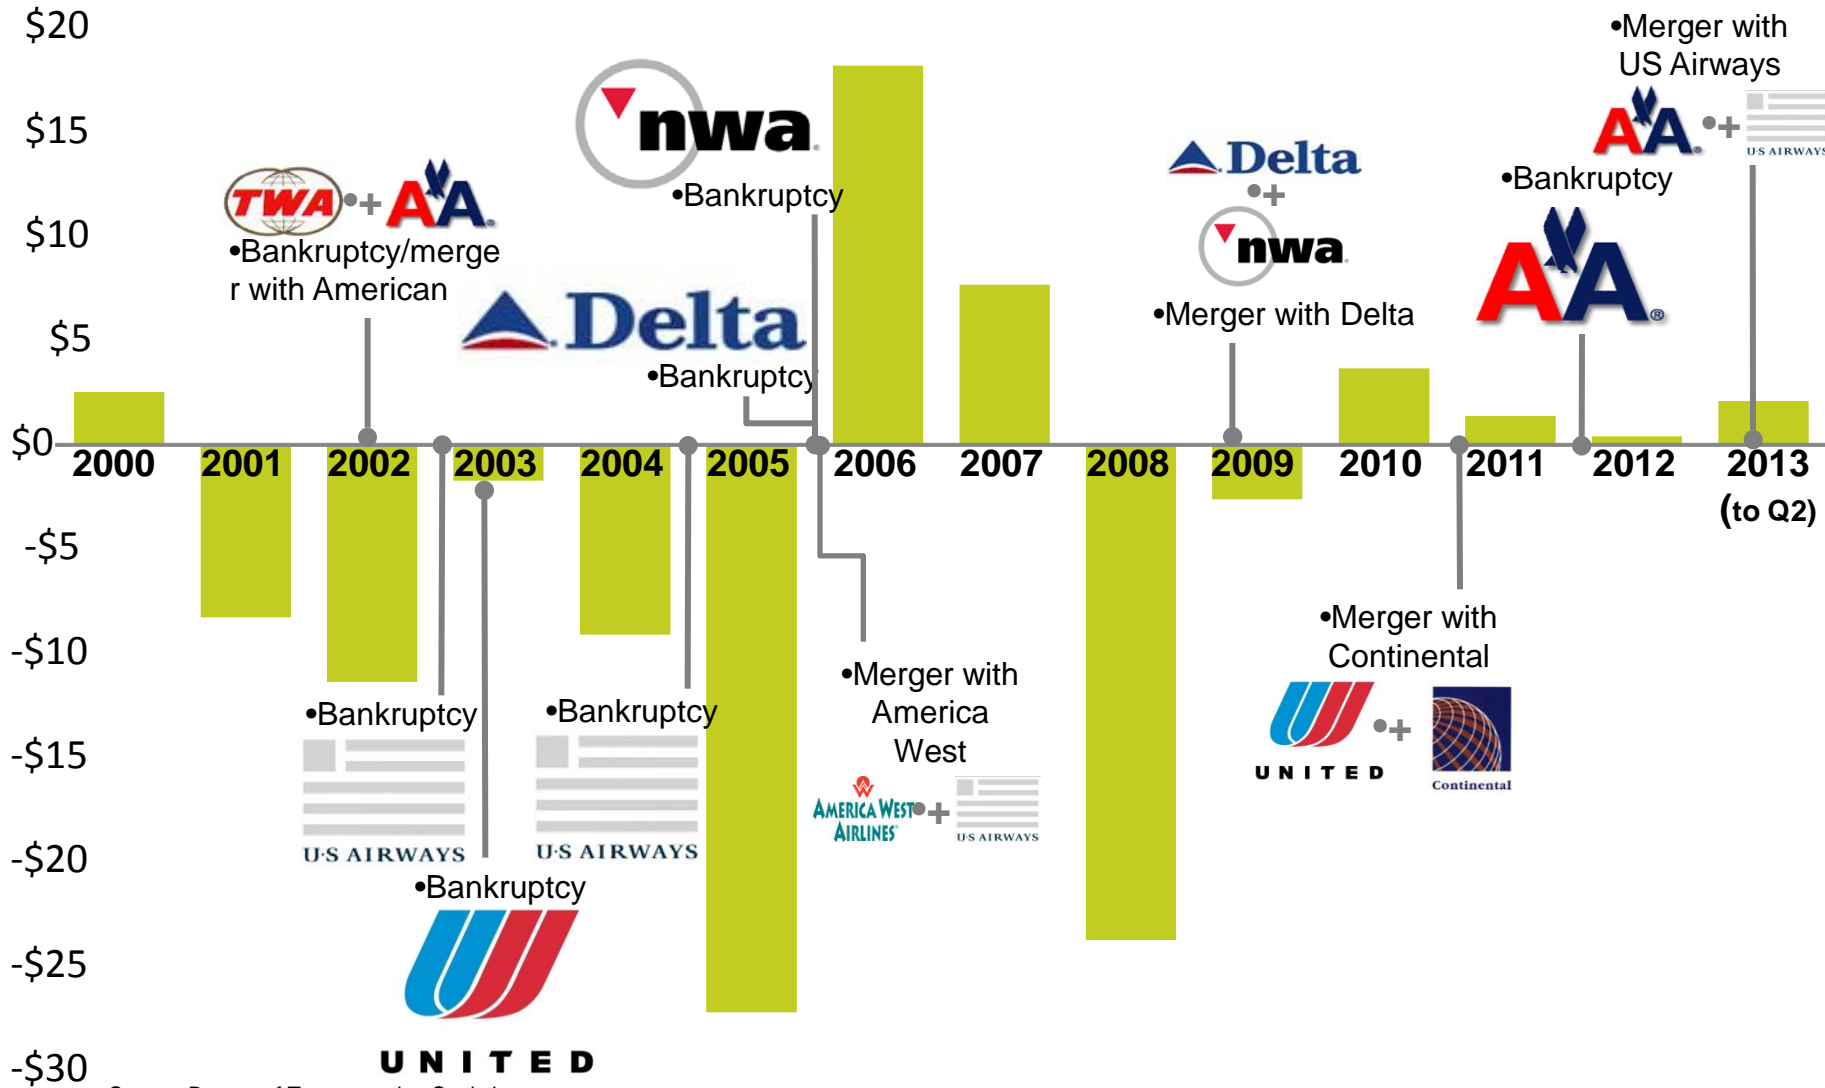 $20
$15
$10
$5
$0
-$5
-$10
-$15
-$20
-$25
-$30
2000 2001 2002 2003 2004 2005 2006 2007 2008 2009 2010 2011 2012 2013
(to Q2)
TWA •+ AA®
•Bankruptcy/merge
r with American
nwa.
•Bankruptcy
Delta
•Bankruptcy
Delta
•+
nwa.
•Merger with Delta
•Bankruptcy
AA®
•Merger with
US Airways
AA® •+
U·S AIRWAYS
•Bankruptcy
U·S AIRWAYS
•Bankruptcy
U·S AIRWAYS
•Bankruptcy
UNITED
•Merger with
America
West
AMERICA WEST •+
AIRLINES
U·S AIRWAYS
•Merger with
Continental
•+
UNITED
Continental